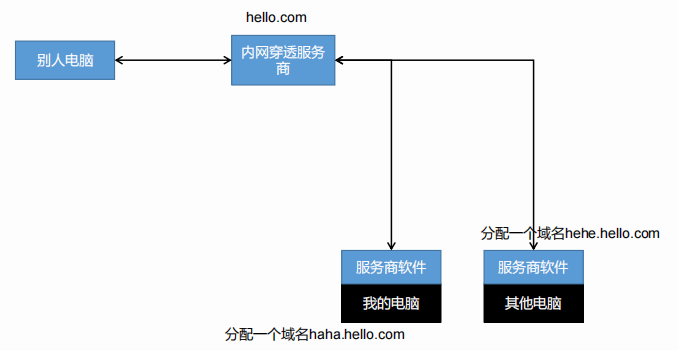 hello.com
别人电脑
内网穿透服务
商
分配一个域名hehe.hello.com
服务商软件
服务商软件
我的电脑
其他电脑
分配一个域名haha.hello.com